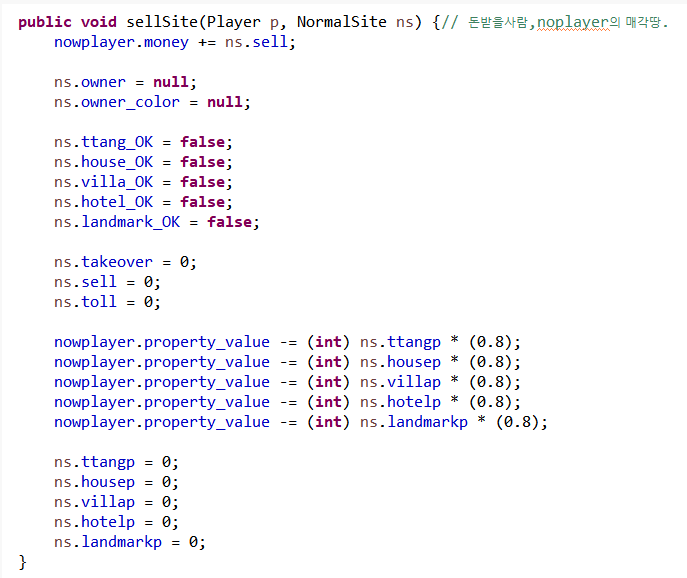 public void sellSite(Player p, NormalSite ns) {// 돈받을사람,noplayer의 매각땅.
nowplayer.money += ns.sell;
ns.owner = null;
ns.owner_color = null;
ns.ttang_OK = false;
ns.house_OK = false;
ns.villa_OK = false;
ns.hotel_OK = false;
ns.landmark_OK = false;
ns.takeover = 0;
ns.sell = 0;
ns.toll = 0;
nowplayer.property_value -= (int) ns.ttangp * (0.8);
nowplayer.property_value -= (int) ns.housep * (0.8);
nowplayer.property_value -= (int) ns.villap * (0.8);
nowplayer.property_value -= (int) ns.hotelp * (0.8);
nowplayer.property_value -= (int) ns.landmarkp * (0.8);
ns.ttangp = 0;
ns.housep = 0;
ns.villap = 0;
ns.hotelp = 0;
ns.landmarkp = 0;
}